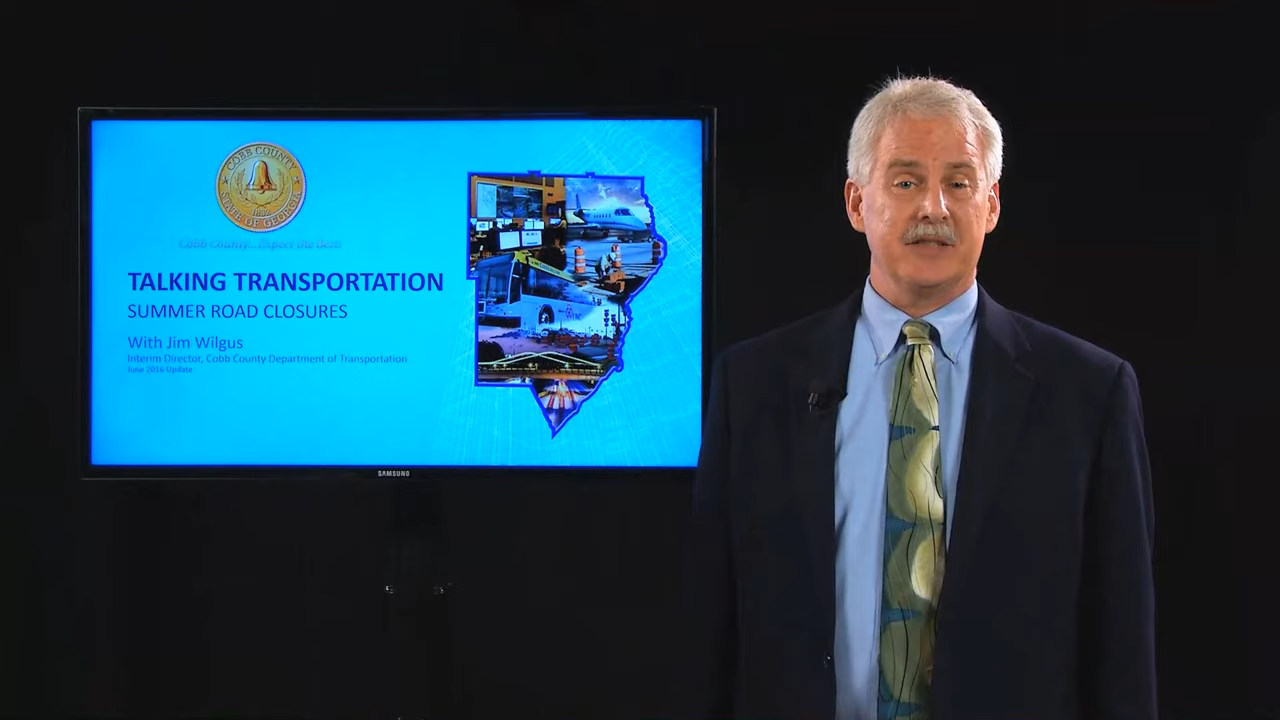 COBB COUNTY
STATE OF GEORGIA
1832
Cobb County... Expect the Best!
TALKING TRANSPORTATION
SUMMER ROAD CLOSURES
With Jim Wilgus
Interim Director, Cobb County Department of Transportation
June 2016 Update
SAMSUNG